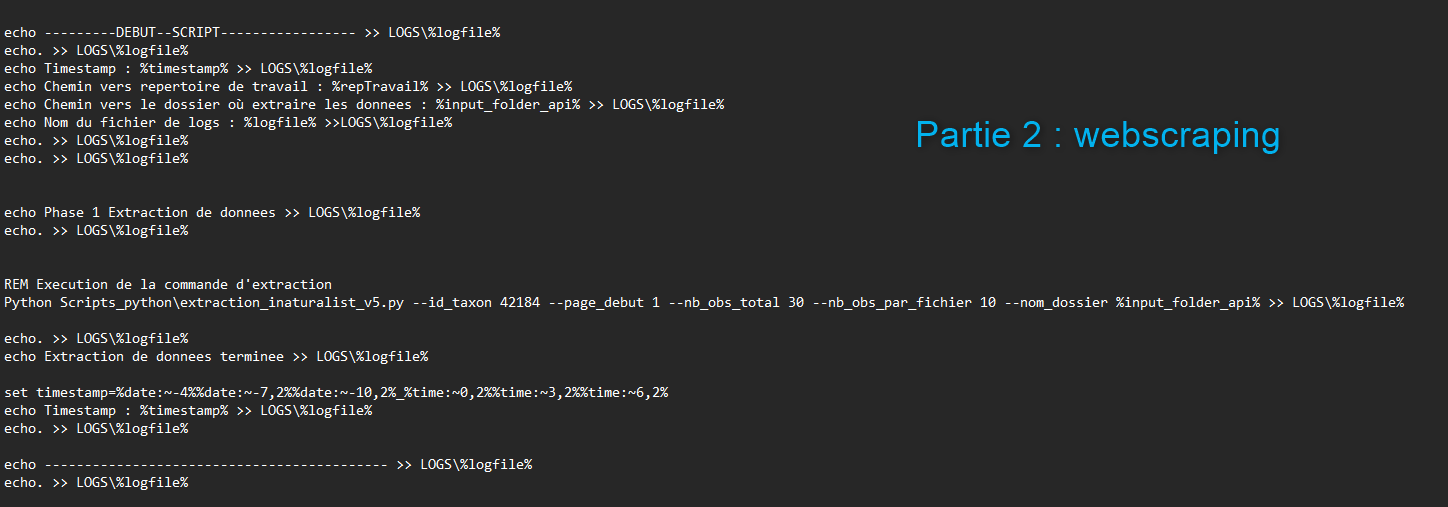 echo ---------DEBUT--SCRIPT----------------- >> LOGS\%logfile%
echo. >> LOGS\%logfile%
echo Timestamp : %timestamp% >> LOGS\%logfile%
echo Chemin vers repertoire de travail : %repTravail% >> LOGS\%logfile%
echo Chemin vers le dossier où extraire les donnees : %input_folder_api% >> LOGS\%logfile%
echo Nom du fichier de logs : %logfile% >>LOGS\%logfile%
Partie 2 : webscraping
echo. >> LOGS\%logfile%
echo. >> LOGS\%logfile%
echo Phase 1 Extraction de donnees >> LOGS\%logfile%
echo. >> LOGS\%logfile%
REM Execution de la commande d'extraction
Python Scripts_python\extraction_inaturalist_v5.py --id_taxon 42184 --page_debut 1 --nb_obs_total 30 --nb_obs_par_fichier 10 --nom_dossier %input_folder_api% >> LOGS\%logfile%
echo. >> LOGS\%logfile%
echo Extraction de donnees terminee >> LOGS\%logfile%
set timestamp=%date:~-4%%date:~-7,2%%date:~-10,2%_%time:~0,2%%time:~3,2%%time:~6,2%
echo Timestamp : %timestamp% >> LOGS\%logfile%
echo. >> LOGS\%logfile%
echo ------------------------------------------- >> LOGS\%logfile%
echo. >> LOGS\%logfile%